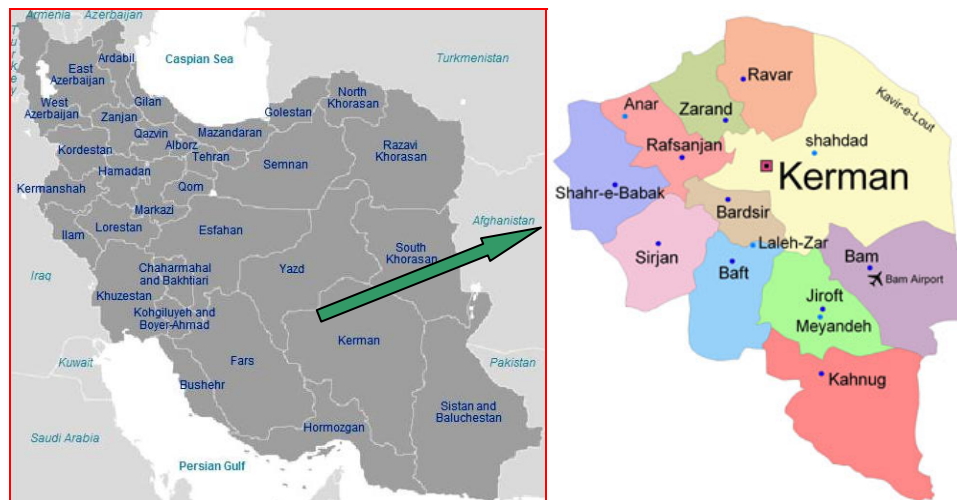 Armenia
Azerbaijan
Turkey
Ardabil
East
Azerbaijan
Caspian Sea
Turkmenistan
West
Azerbaijan
Gilan
Zanjan
Golestan
North
Khorasan
Qazvin
Mazandaran
Kordestan
Alborz
Tehran
Semnan
Razavi
Khorasan
Hamadan
Kermanshah
Qom
Markazi
Ilam
Lorestan
Esfahan
Afghanistan
Yazd
South
Khorasan
Iraq
Chaharmahal
and Bakhtiari
Khuzestan
Kohgiluyeh and
Boyer-Ahmad
Kerman
Kuwait
Fars
Pakistan
Bushehr
Sistan and
Baluchestan
Hormozgan
Saudi Arabia
Persian Gulf
Ravar
Anar
Zarand
Kavir-e-Lout
Rafsanjan
shahdad
Kerman
Shahr-e-Babak
Bardsir
Sirjan
Laleh-Zar
Baft
Bam
Bam Airport
Jiroft
Meyandeh
Kahnug